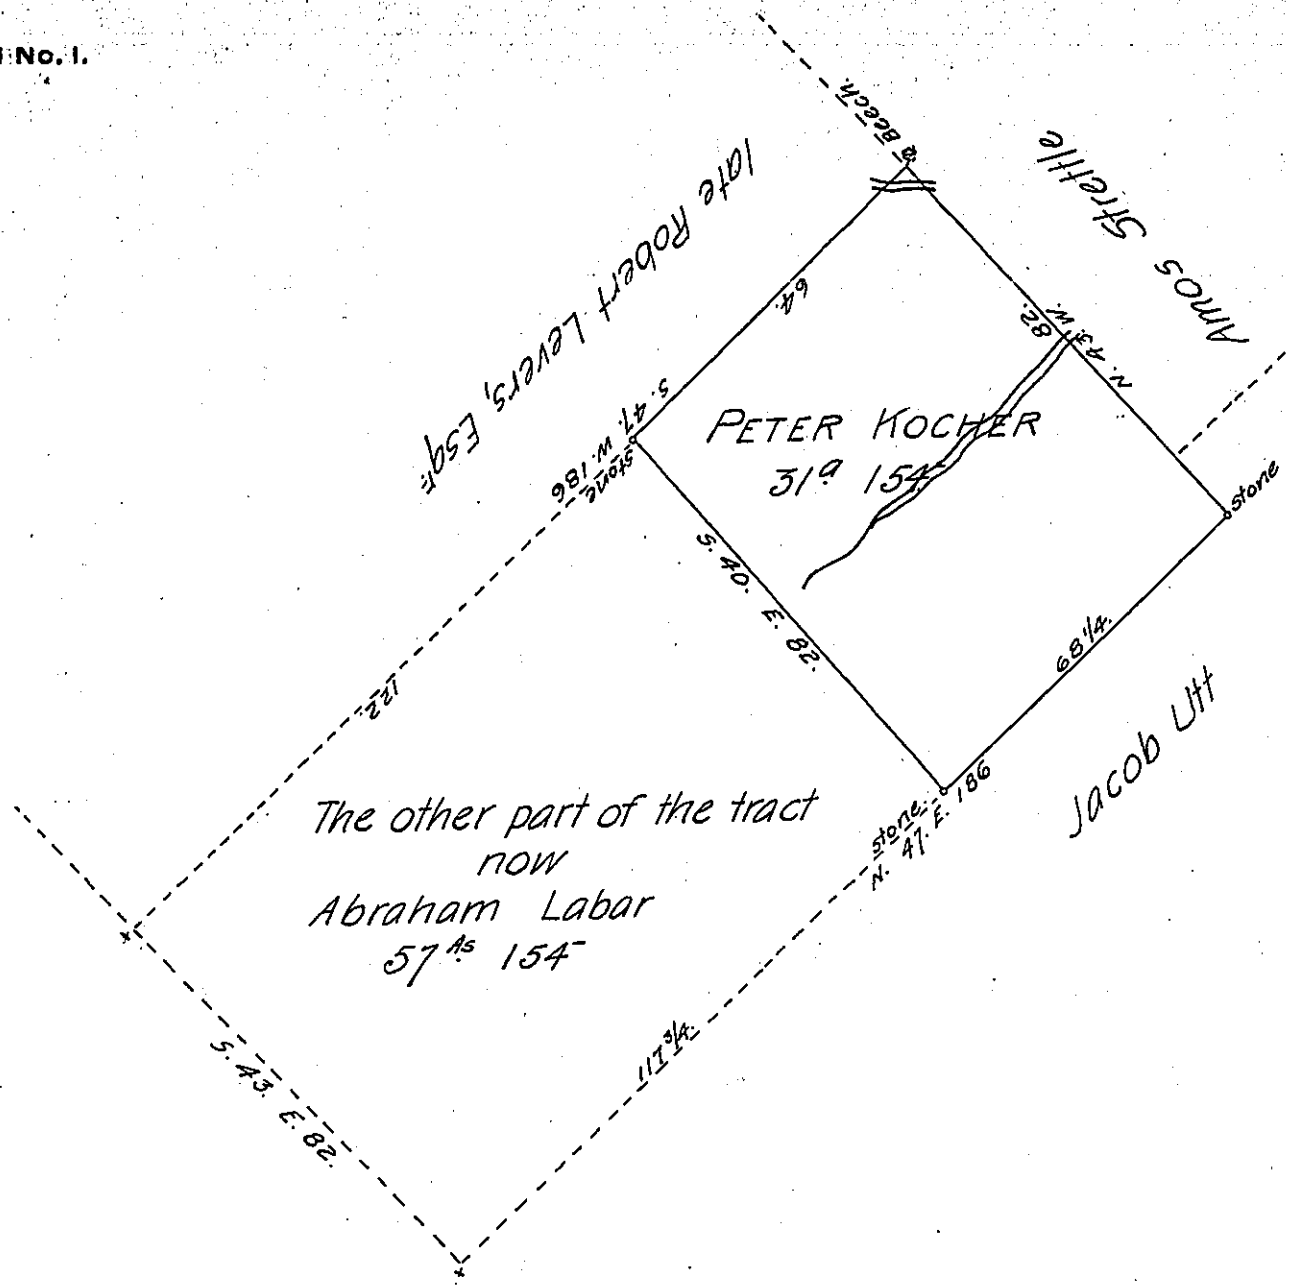 No. 1.
a Beech.
Amos Strettle
late Robert Levers, Esqr.
64.
N. 43. W.
82.
S. 47. W. 186
stone
PETER KOCHER
31a 154
stone
S. 40. E. 82.
68 1/4.
Jacob Utt
122.
stone.
N. 47. E. 186
The other part of the tract
now
Abraham Labar
57As 154
117 3/4.
S. 43. E. 82.